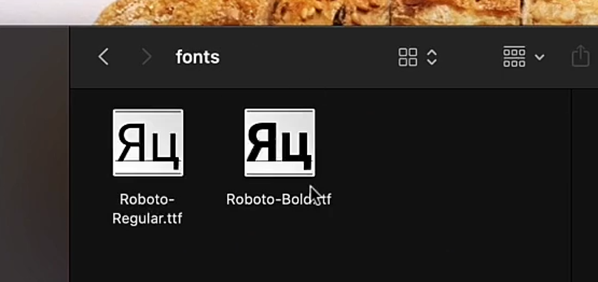 fonts
Яц
Яц
Roboto-
Regular.ttf
Roboto-Bold.ttf